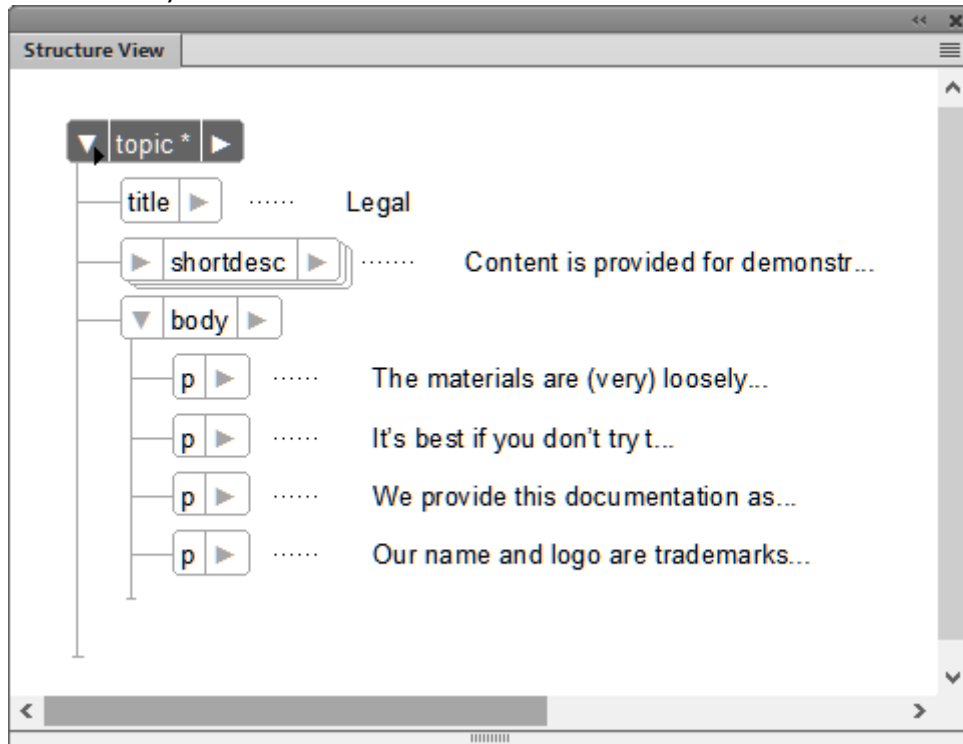 Structure View
topic *
title ...... Legal
shortdesc ....... Content is provided for demonstr...
body
p ...... The materials are (very) loosely...
p ...... It's best if you don't try t...
p ...... We provide this documentation as...
p ...... Our name and logo are trademarks...